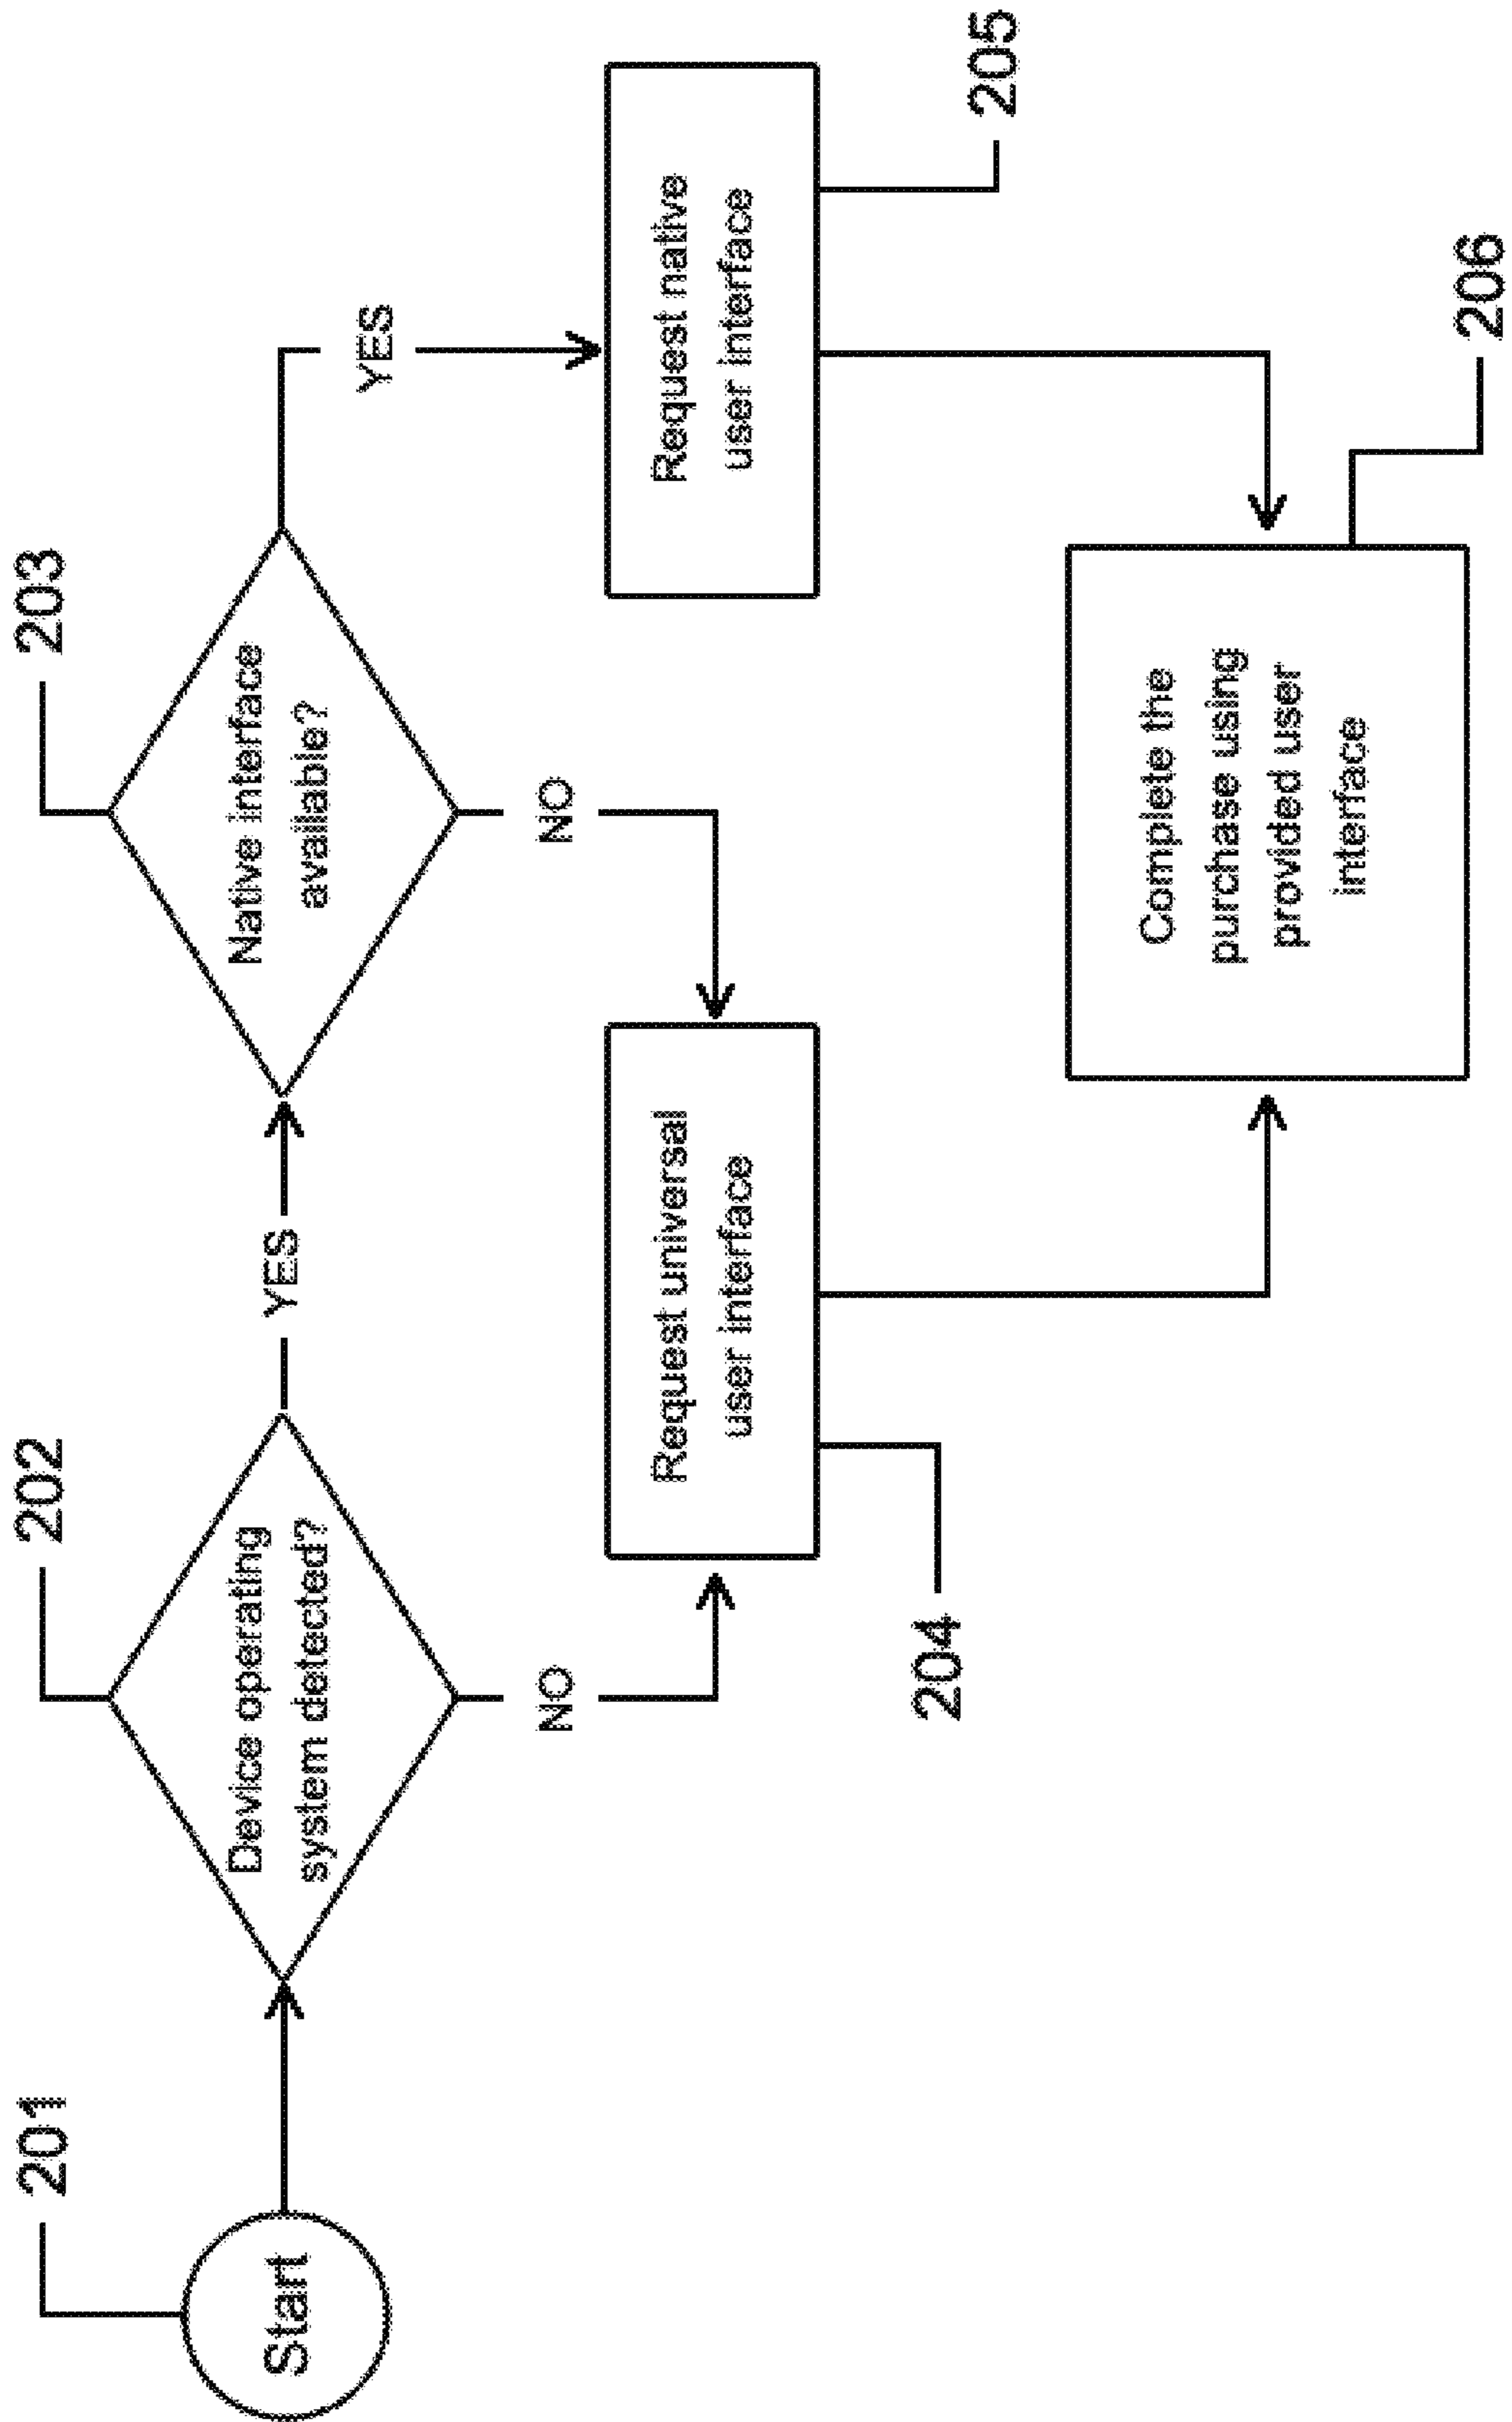 201
202
203
Start
Device operating
system detected?
YES
Native interface
available?
YES
NO
NO
Request universal
user interface
Request native
user interface
204
205
Complete the
purchase using
provided user
interface
206